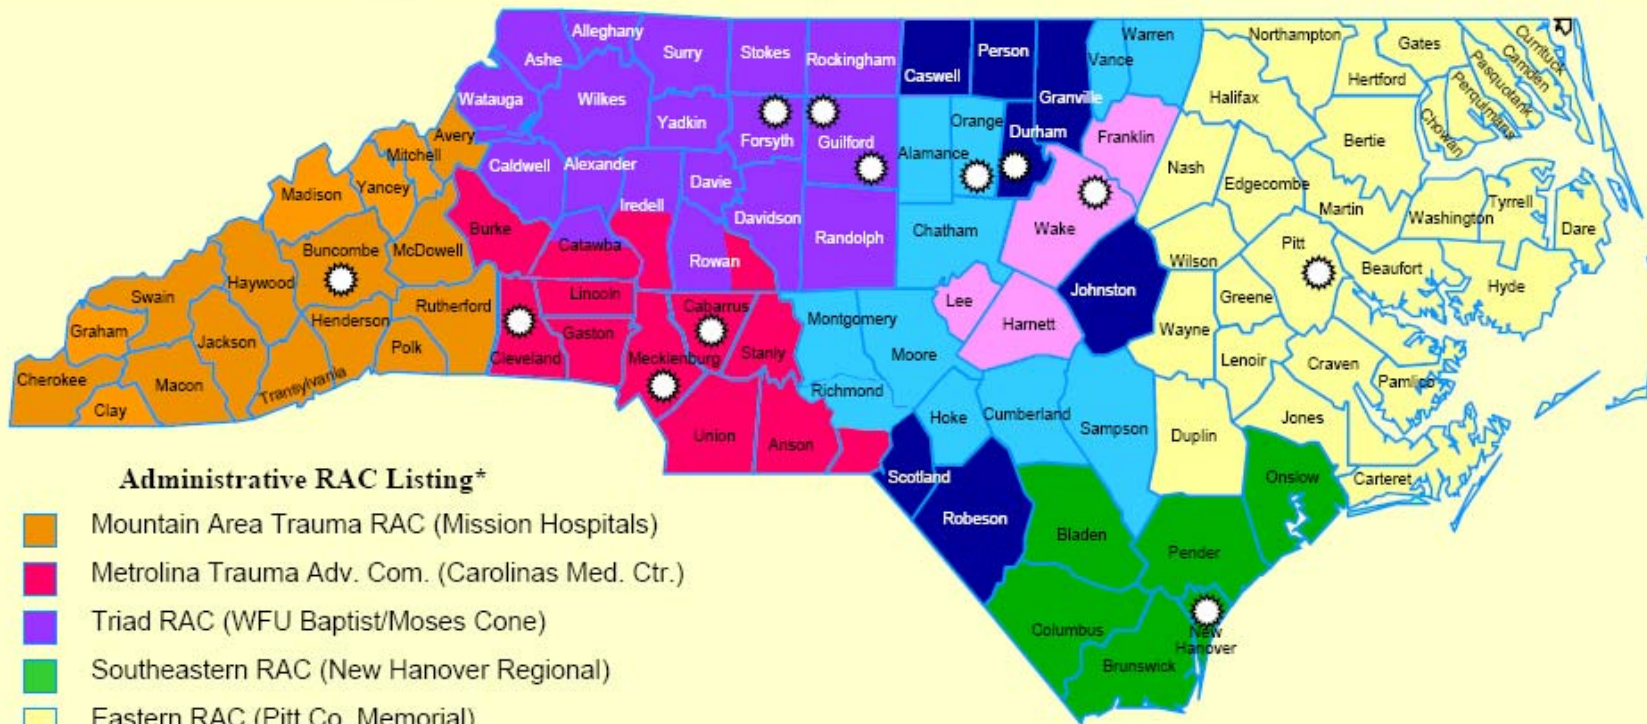 Alleghany
Ashe
Surry
Stokes
Rockingham
Caswell
Person
Granville
Vance
Warren
Northampton
Gates
Currituck
Camden
Pasquotank
Perquimans
Chowan
Hertford
Halifax
Bertie
Watauga
Wilkes
Yadkin
Forsyth
Guilford
Alamance
Orange
Durham
Franklin
Nash
Edgecombe
Martin
Washington
Tyrrell
Dare
Avery
Mitchell
Yancey
Madison
Caldwell
Alexander
Iredell
Davie
Davidson
Randolph
Chatham
Wake
Wilson
Pitt
Beaufort
Hyde
Buncombe
McDowell
Burke
Catawba
Rowan
Johnston
Greene
Haywood
Swain
Graham
Jackson
Henderson
Rutherford
Polk
Cleveland
Lincoln
Gaston
Cabarrus
Mecklenburg
Stanly
Montgomery
Moore
Lee
Harnett
Wayne
Lenoir
Craven
Pamlico
Cherokee
Clay
Macon
Transylvania
Union
Anson
Richmond
Hoke
Cumberland
Sampson
Duplin
Jones
Carteret
Onslow
Scotland
Robeson
Bladen
Pender
Columbus
Brunswick
New
Hanover
Administrative RAC Listing*
Mountain Area Trauma RAC (Mission Hospitals)
Metrolina Trauma Adv. Com. (Carolinas Med. Ctr.)
Triad RAC (WFU Baptist/Moses Cone)
Southeastern RAC (New Hanover Regional)
Eastern RAC (Pitt Co. Memorial)